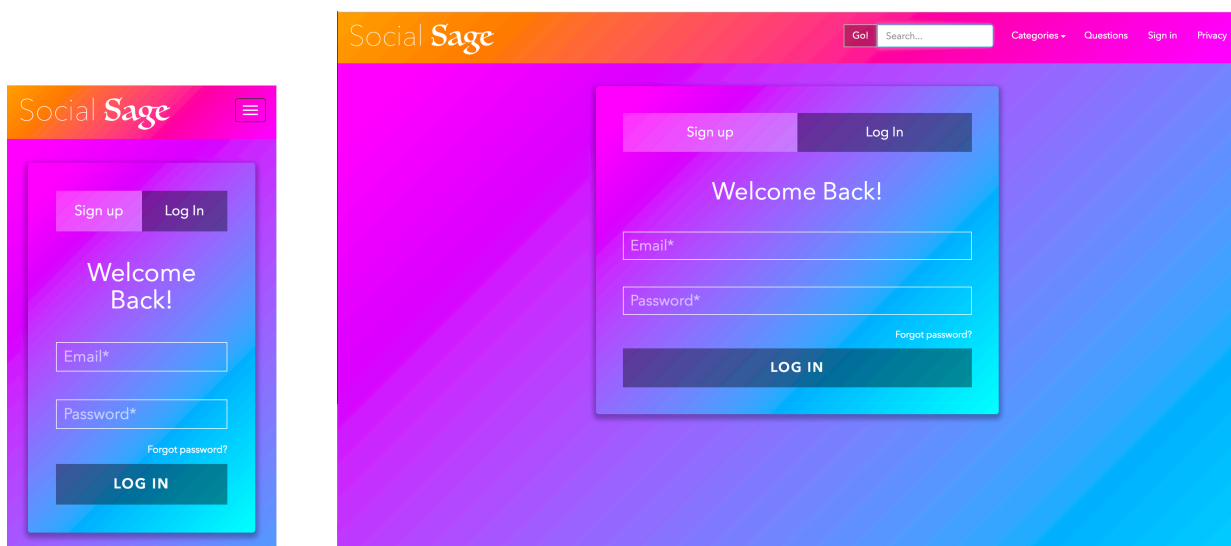 Social Sage
Sign up Log In
Welcome
Back!
Email*
Password*
Forgot password?
LOG IN
Social Sage Go! Search... Categories Questions Sign in Privacy
Sign up Log In
Welcome Back!
Email*
Password*
Forgot password?
LOG IN